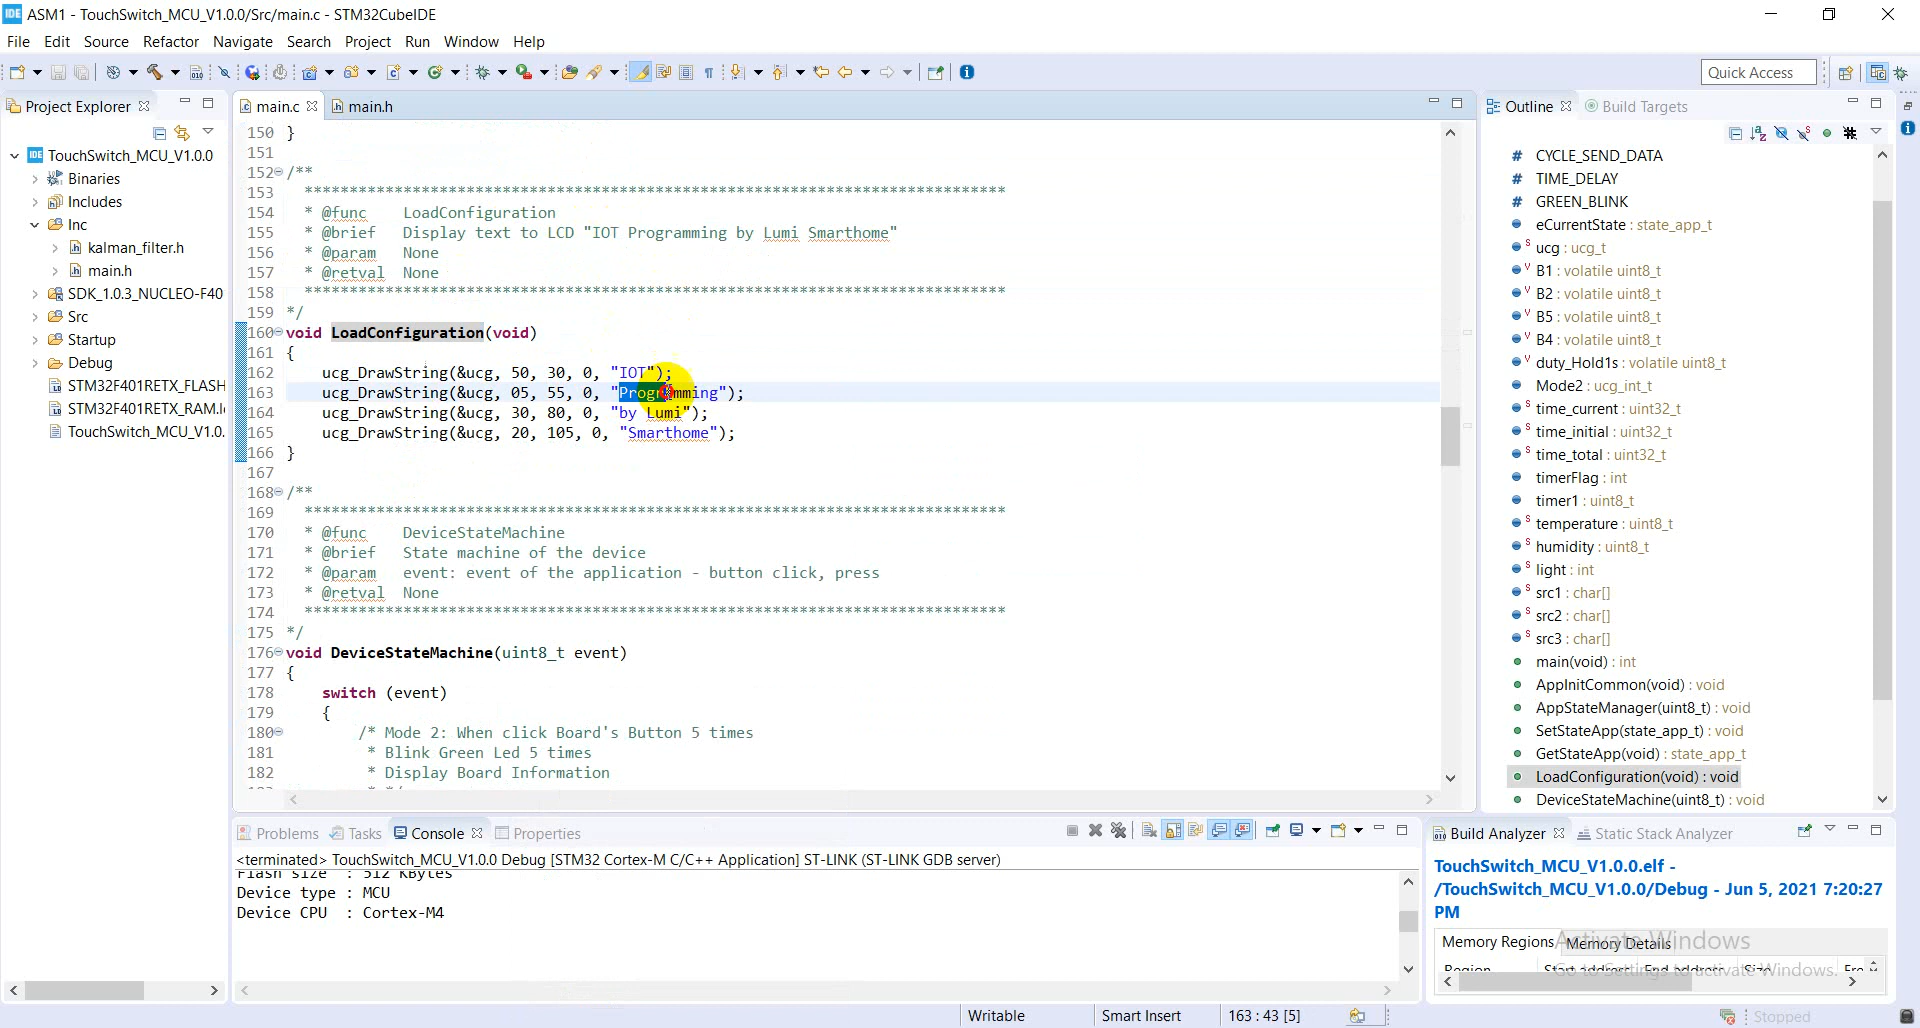 IDE ASM1 - TouchSwitch_MCU_V1.0.0/Src/main.c - STM32CubeIDE
File Edit Source Refactor Navigate Search Project Run Window Help
Quick Access
Project Explorer
main.c
main.h
Outline
Build Targets
IDE TouchSwitch_MCU_V1.0.0
Binaries
Includes
Inc
kalman_filter.h
main.h
SDK_1.0.3_NUCLEO-F40
Src
Startup
Debug
STM32F401RETX_FLASH
STM32F401RETX_RAM.l
TouchSwitch_MCU_V1.0.
150 }
151
152 /**
153 ******************************************************************************
154 * @func LoadConfiguration
155 * @brief Display text to LCD "IOT Programming by Lumi Smarthome"
156 * @param None
157 * @retval None
158 ******************************************************************************
159 */
160 void LoadConfiguration(void)
161 {
162 ucg_DrawString(&ucg, 50, 30, 0, "IOT");
163 ucg_DrawString(&ucg, 05, 55, 0, "Programming");
164 ucg_DrawString(&ucg, 30, 80, 0, "by Lumi");
165 ucg_DrawString(&ucg, 20, 105, 0, "Smarthome");
166 }
167
168 /**
169 ******************************************************************************
170 * @func DeviceStateMachine
171 * @brief State machine of the device
172 * @param event: event of the application - button click, press
173 * @retval None
174 ******************************************************************************
175 */
176 void DeviceStateMachine(uint8_t event)
177 {
178 switch (event)
179 {
180 /* Mode 2: When click Board's Button 5 times
181 * Blink Green Led 5 times
182 * Display Board Information
# CYCLE_SEND_DATA
# TIME_DELAY
# GREEN_BLINK
eCurrentState : state_app_t
S ucg : ucg_t
V B1 : volatile uint8_t
V B2 : volatile uint8_t
V B5 : volatile uint8_t
V B4 : volatile uint8_t
V duty_Hold1s : volatile uint8_t
Mode2 : ucg_int_t
S time_current : uint32_t
S time_initial : uint32_t
S time_total : uint32_t
timerFlag : int
timer1 : uint8_t
S temperature : uint8_t
S humidity : uint8_t
S light : int
S src1 : char[]
S src2 : char[]
S src3 : char[]
main(void) : int
AppInitCommon(void) : void
AppStateManager(uint8_t) : void
SetStateApp(state_app_t) : void
GetStateApp(void) : state_app_t
LoadConfiguration(void) : void
DeviceStateMachine(uint8_t) : void
Problems Tasks Console Properties
<terminated> TouchSwitch_MCU_V1.0.0 Debug [STM32 Cortex-M C/C++ Application] ST-LINK (ST-LINK GDB server)
Flash size : 512 KBytes
Device type : MCU
Device CPU : Cortex-M4
Build Analyzer Static Stack Analyzer
TouchSwitch_MCU_V1.0.0.elf -
/TouchSwitch_MCU_V1.0.0/Debug - Jun 5, 2021 7:20:27
PM
Memory Regions Memory Details
Activate Windows
Region Start address End address Size Fre
Go to Settings to activate Windows.
Writable Smart Insert 163 : 43 [5] Stopped